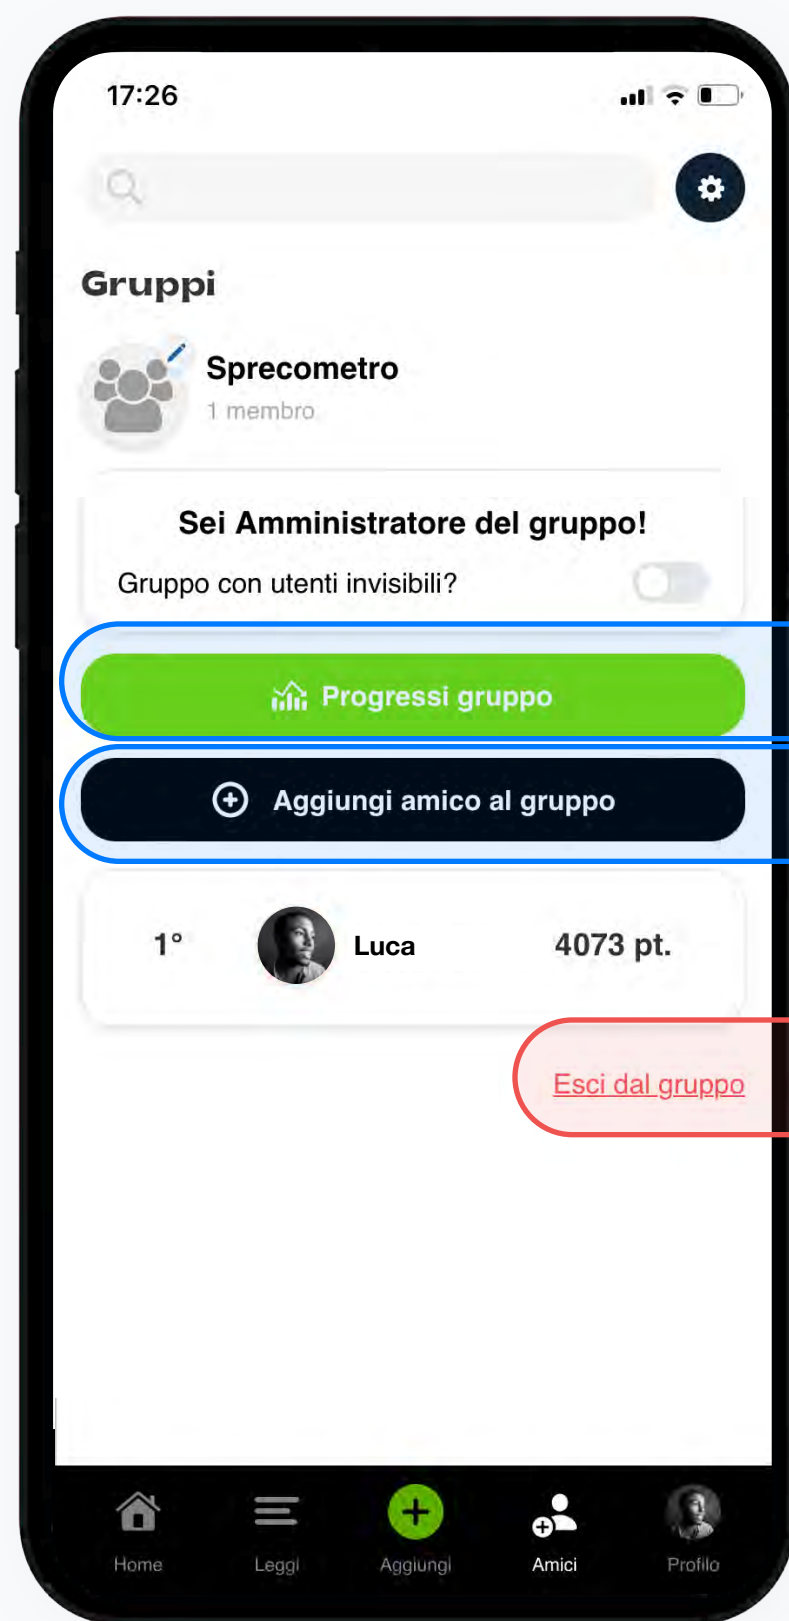 17:26
Gruppi
Sprecometro
1 membro
Sei Amministratore del gruppo!
Gruppo con utenti invisibili?
Progressi gruppo
Aggiungi amico al gruppo
1° Luca 4073 pt.
Esci dal gruppo
Home Leggi Aggiungi Amici Profilo